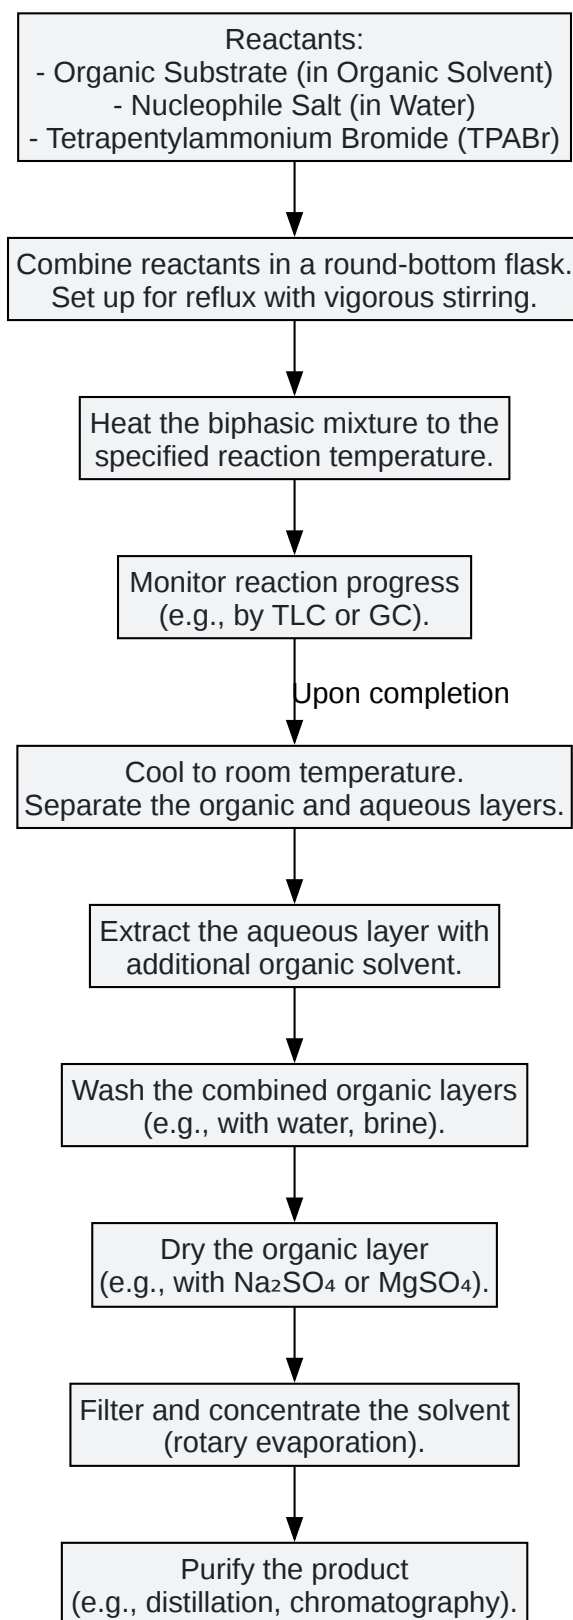 Reactants:
- Organic Substrate (in Organic Solvent)
- Nucleophile Salt (in Water)
- Tetrapentylammonium Bromide (TPABr)
Combine reactants in a round-bottom flask.
Set up for reflux with vigorous stirring.
Heat the biphasic mixture to the
specified reaction temperature.
Monitor reaction progress
(e.g., by TLC or GC).
Upon completion
Cool to room temperature.
Separate the organic and aqueous layers.
Extract the aqueous layer with
additional organic solvent.
Wash the combined organic layers
(e.g., with water, brine).
Dry the organic layer
(e.g., with Na₂SO₄ or MgSO₄).
Filter and concentrate the solvent
(rotary evaporation).
Purify the product
(e.g., distillation, chromatography).